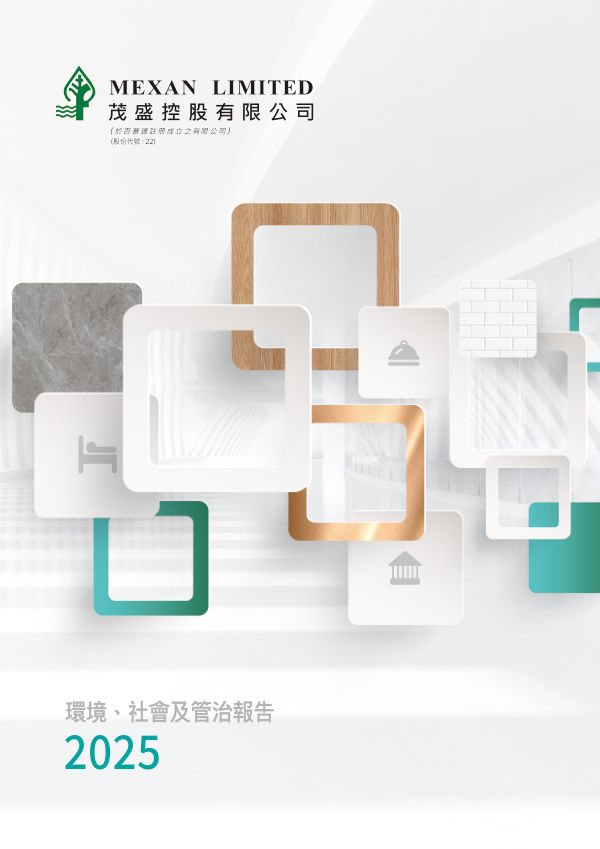 MEXAN LIMITED
茂盛控股有限公司
(於百慕達註冊成立之有限公司)
(股份代號：22)
環境、社會及管治報告
2025